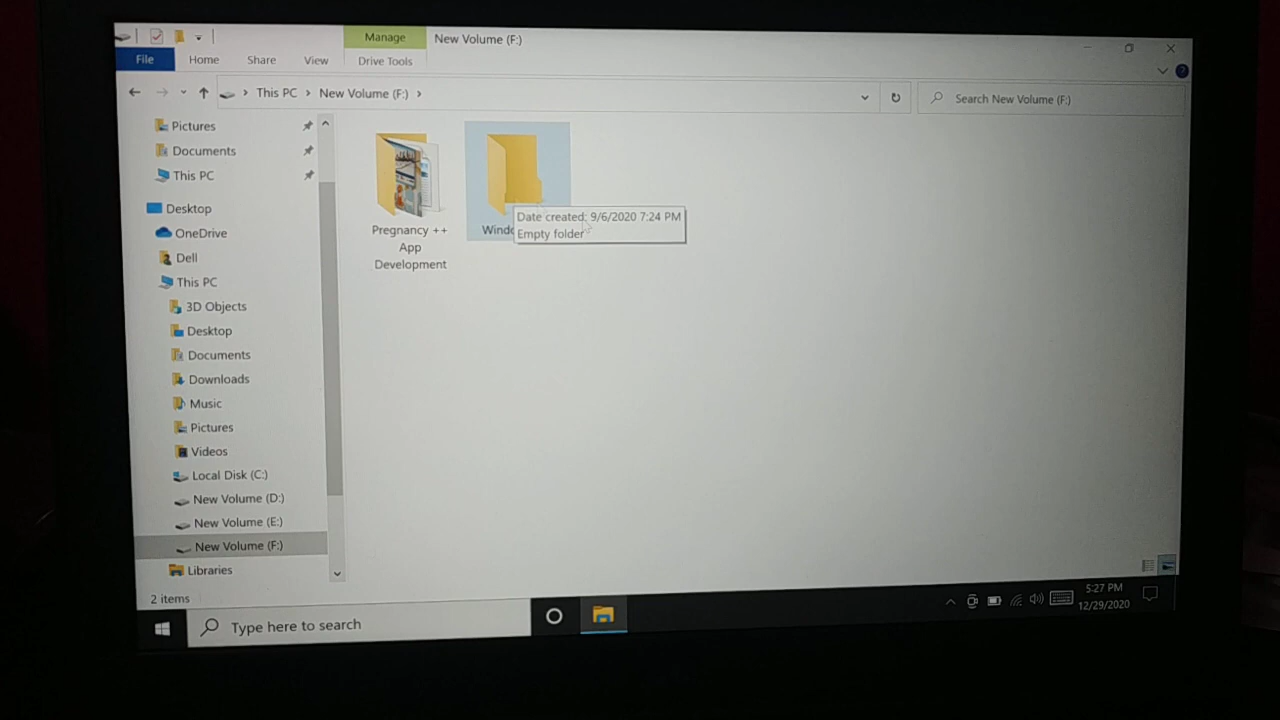 Manage
New Volume (F:)
File
Home
Share
View
Drive Tools
This PC
New Volume (F:)
Search New Volume (F:)
Pictures
Documents
This PC
Desktop
OneDrive
Dell
This PC
3D Objects
Desktop
Documents
Downloads
Music
Pictures
Videos
Local Disk (C:)
New Volume (D:)
New Volume (E:)
New Volume (F:)
Libraries
Pregnancy ++
App
Development
Date created: 9/6/2020 7:24 PM
Empty folder
2 items
Type here to search
5:27 PM
12/29/2020